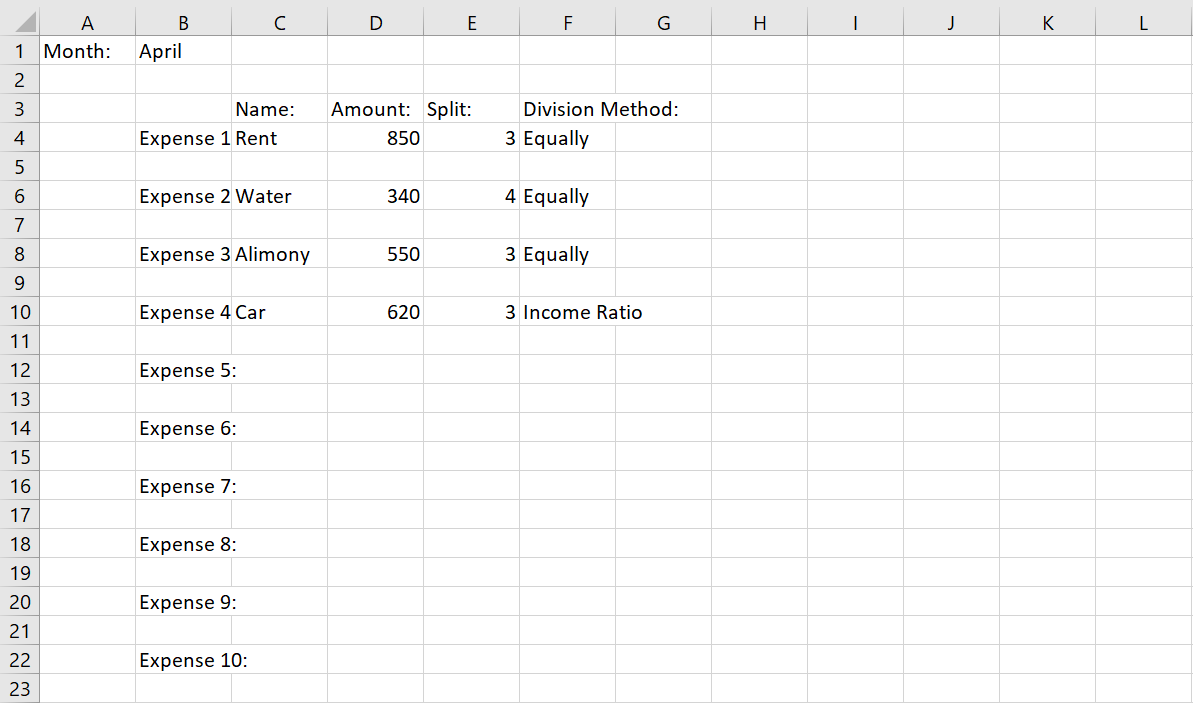 A B C D E F G H I J K L
1 Month: April
2
3 Name: Amount: Split: Division Method:
4 Expense 1 Rent 850 3 Equally
5
6 Expense 2 Water 340 4 Equally
7
8 Expense 3 Alimony 550 3 Equally
9
10 Expense 4 Car 620 3 Income Ratio
11
12 Expense 5:
13
14 Expense 6:
15
16 Expense 7:
17
18 Expense 8:
19
20 Expense 9:
21
22 Expense 10:
23